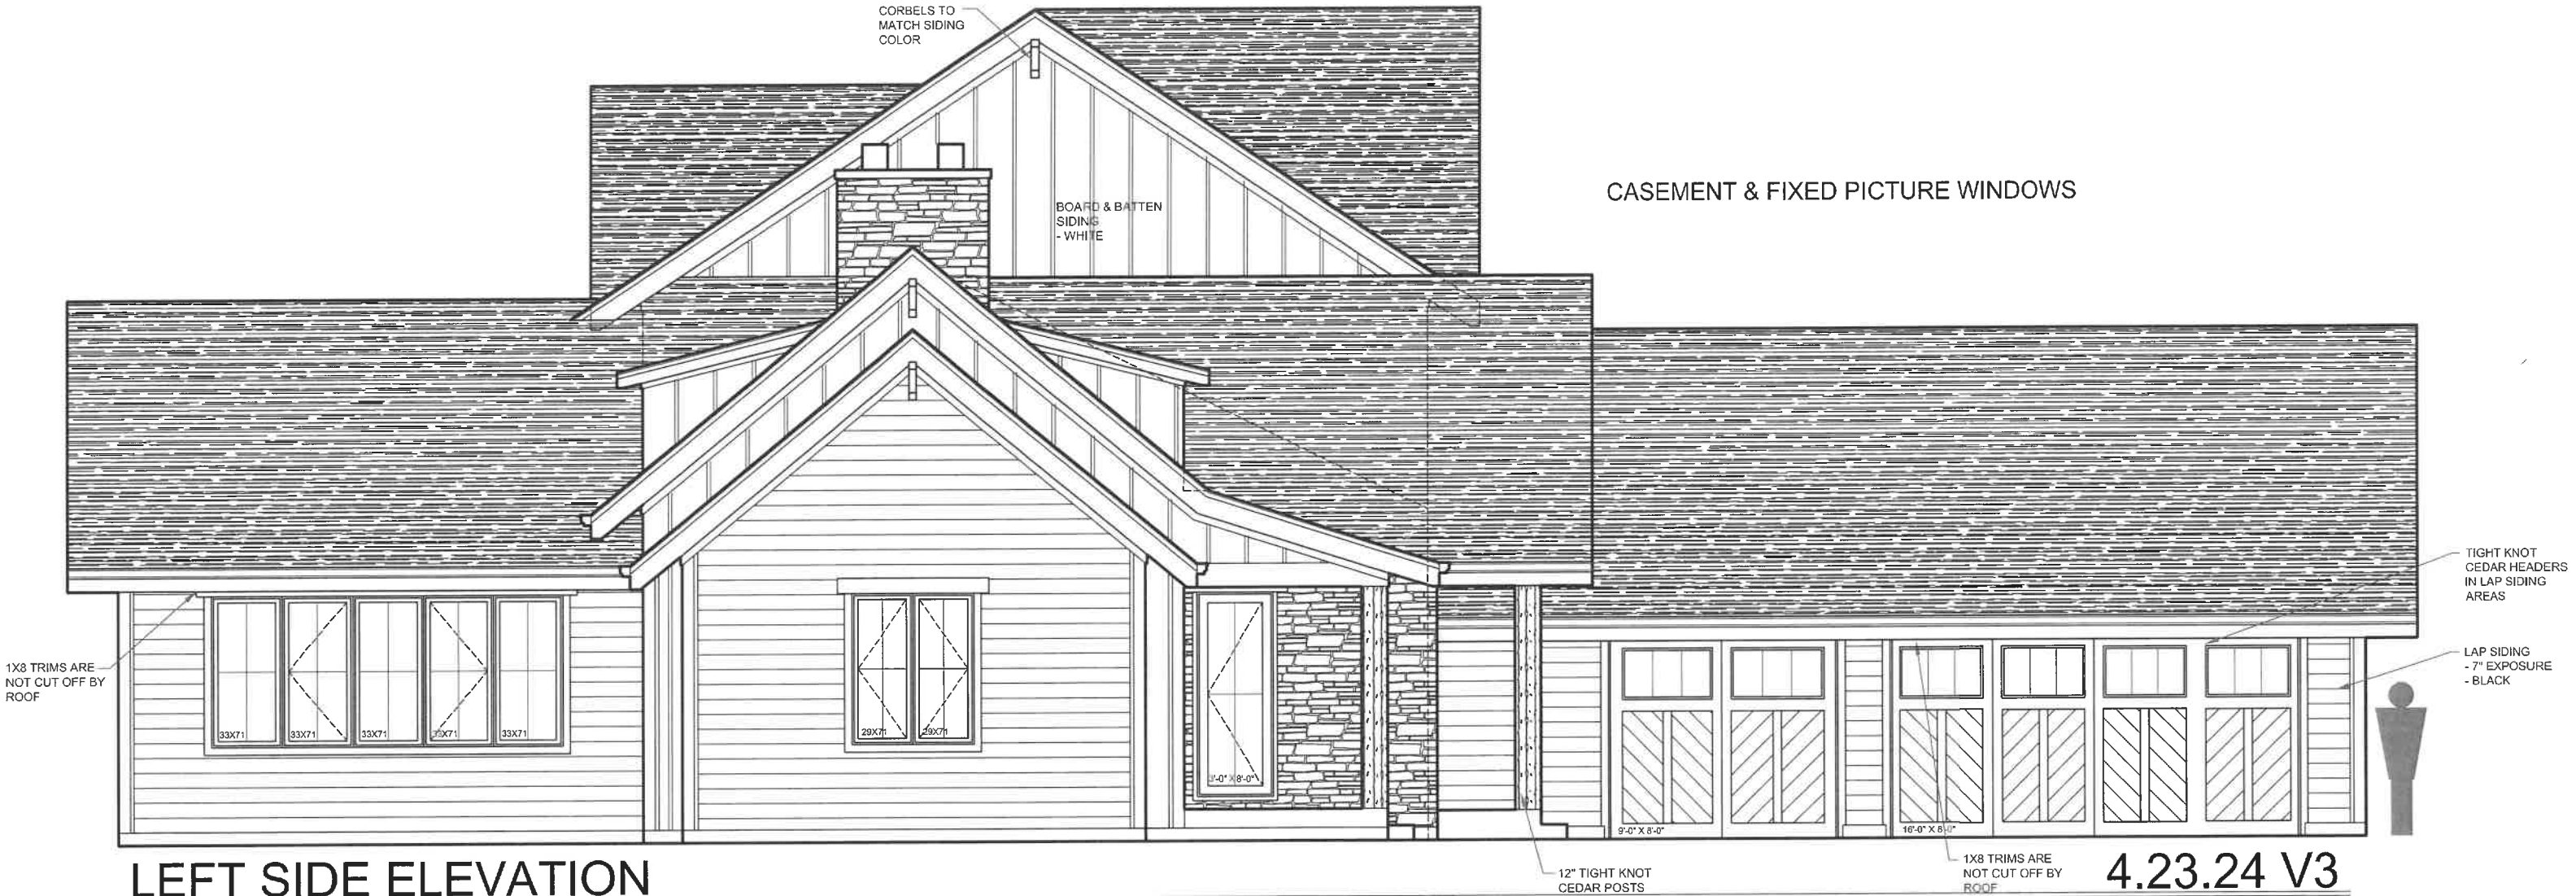 CORBELS TO
MATCH SIDING
COLOR
CASEMENT & FIXED PICTURE WINDOWS
BOARD & BATTEN
SIDING
- WHITE
TIGHT KNOT
CEDAR HEADERS
IN LAP SIDING
AREAS
1X8 TRIMS ARE
NOT CUT OFF BY
ROOF
LAP SIDING
- 7" EXPOSURE
- BLACK
33X71
33X71
33X71
33X71
33X71
29X71
29X71
3'-0" X 8'-0"
9'-0" X 8'-0"
16'-0" X 8'-0"
12" TIGHT KNOT
CEDAR POSTS
1X8 TRIMS ARE
NOT CUT OFF BY
ROOF
LEFT SIDE ELEVATION
4.23.24 V3